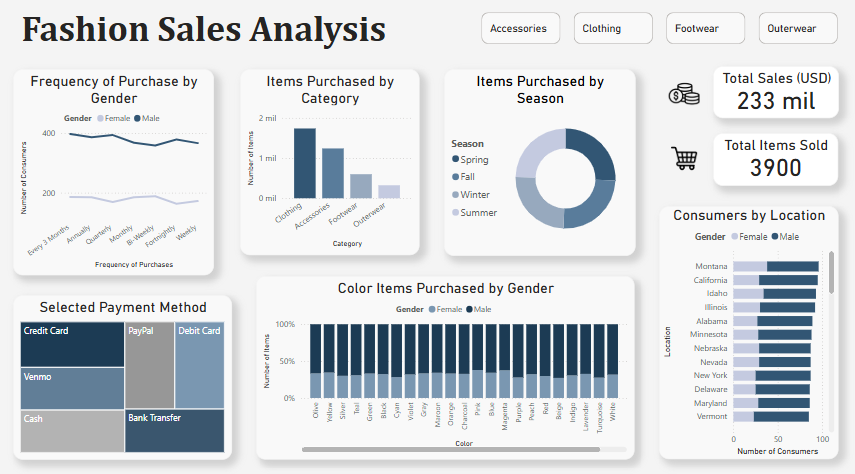 Fashion Sales Analysis
Accessories
Clothing
Footwear
Outerwear
Frequency of Purchase by
Gender
Gender Female Male
Number of Consumers
400
200
Every 3 Months
Annually
Quarterly
Monthly
Bi-Weekly
Fortnightly
Weekly
Frequency of Purchases
Items Purchased by
Category
Number of Items
2 mil
1 mil
0 mil
Clothing
Accessories
Footwear
Outerwear
Category
Items Purchased by
Season
Season
Spring
Fall
Winter
Summer
Total Sales (USD)
233 mil
Total Items Sold
3900
Selected Payment Method
Credit Card
PayPal
Debit Card
Venmo
Cash
Bank Transfer
Color Items Purchased by Gender
Gender Female Male
Number of Items
100%
50%
0%
Olive
Yellow
Silver
Teal
Green
Black
Cyan
Violet
Gray
Maroon
Orange
Charcoal
Pink
Blue
Magenta
Purple
Peach
Red
Beige
Indigo
Lavender
Turquoise
White
Color
Consumers by Location
Gender Female Male
Location
Montana
California
Idaho
Illinois
Alabama
Minnesota
Nebraska
Nevada
New York
Delaware
Maryland
Vermont
0 50 100
Number of Consumers